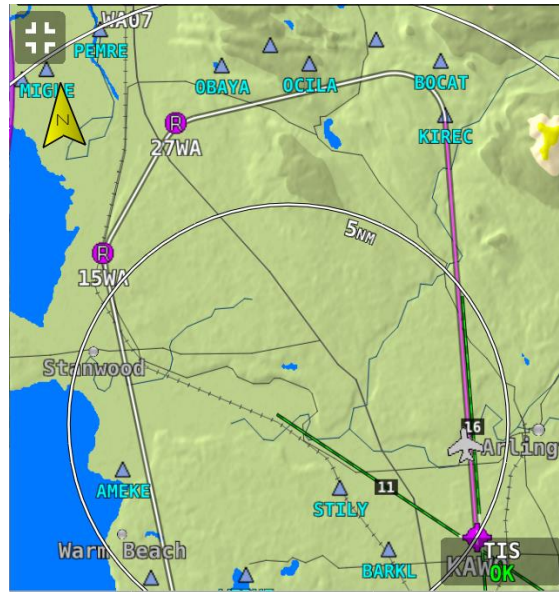 WA07
PEMRE
MIGLE
OBAYA
OCILA
BOCAT
N
27WA
KIREC
5NM
15WA
Stanwood
16
Arling
11
AMEKE
STILY
Warm Beach
BARKL
TIS
KAW
OK